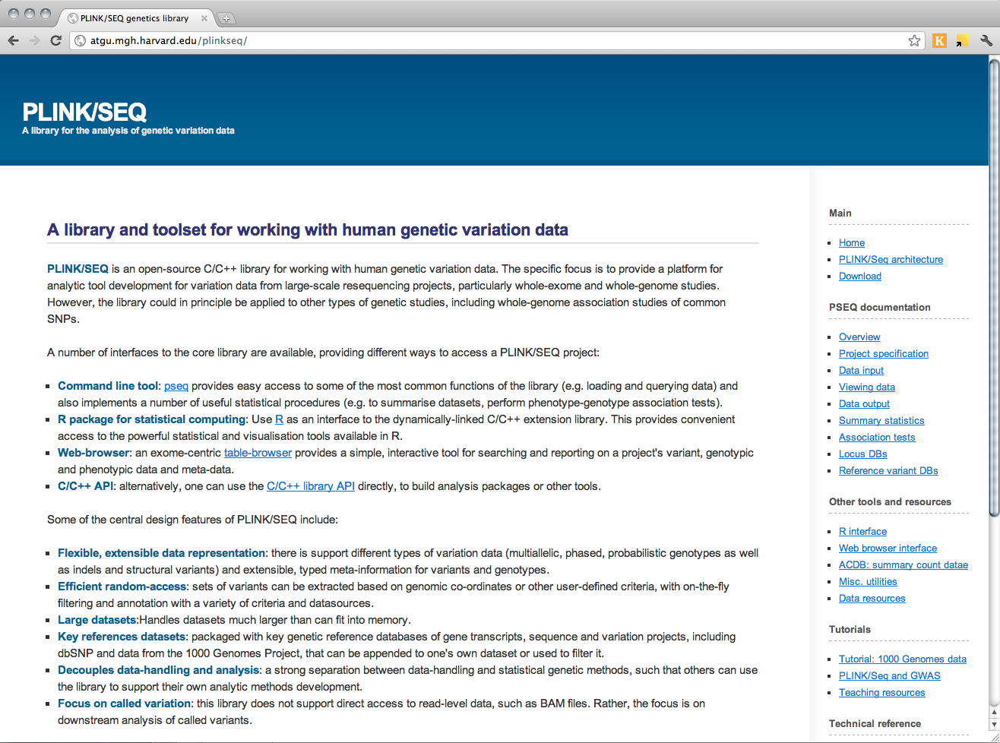 PLINK/SEQ genetics library
atgu.mgh.harvard.edu/plinkseq/
K
PLINK/SEQ
A library for the analysis of genetic variation data
A library and toolset for working with human genetic variation data
PLINK/SEQ is an open-source C/C++ library for working with human genetic variation data. The specific focus is to provide a platform for
analytic tool development for variation data from large-scale resequencing projects, particularly whole-exome and whole-genome studies.
However, the library could in principle be applied to other types of genetic studies, including whole-genome association studies of common
SNPs.
A number of interfaces to the core library are available, providing different ways to access a PLINK/SEQ project:
Command line tool: pseq provides easy access to some of the most common functions of the library (e.g. loading and querying data) and
also implements a number of useful statistical procedures (e.g. to summarise datasets, perform phenotype-genotype association tests).
R package for statistical computing: Use R as an interface to the dynamically-linked C/C++ extension library. This provides convenient
access to the powerful statistical and visualisation tools available in R.
Web-browser: an exome-centric table-browser provides a simple, interactive tool for searching and reporting on a project's variant, genotypic
and phenotypic data and meta-data.
C/C++ API: alternatively, one can use the C/C++ library API directly, to build analysis packages or other tools.
Some of the central design features of PLINK/SEQ include:
Flexible, extensible data representation: there is support different types of variation data (multiallelic, phased, probabilistic genotypes as well
as indels and structural variants) and extensible, typed meta-information for variants and genotypes.
Efficient random-access: sets of variants can be extracted based on genomic co-ordinates or other user-defined criteria, with on-the-fly
filtering and annotation with a variety of criteria and datasources.
Large datasets:Handles datasets much larger than can fit into memory.
Key references datasets: packaged with key genetic reference databases of gene transcripts, sequence and variation projects, including
dbSNP and data from the 1000 Genomes Project, that can be appended to one's own dataset or used to filter it.
Decouples data-handling and analysis: a strong separation between data-handling and statistical genetic methods, such that others can use
the library to support their own analytic methods development.
Focus on called variation: this library does not support direct access to read-level data, such as BAM files. Rather, the focus is on
downstream analysis of called variants.
Main
Home
PLINK/Seq architecture
Download
PSEQ documentation
Overview
Project specification
Data input
Viewing data
Data output
Summary statistics
Association tests
Locus DBs
Reference variant DBs
Other tools and resources
R interface
Web browser interface
ACDB: summary count datae
Misc. utilities
Data resources
Tutorials
Tutorial: 1000 Genomes data
PLINK/Seq and GWAS
Teaching resources
Technical reference